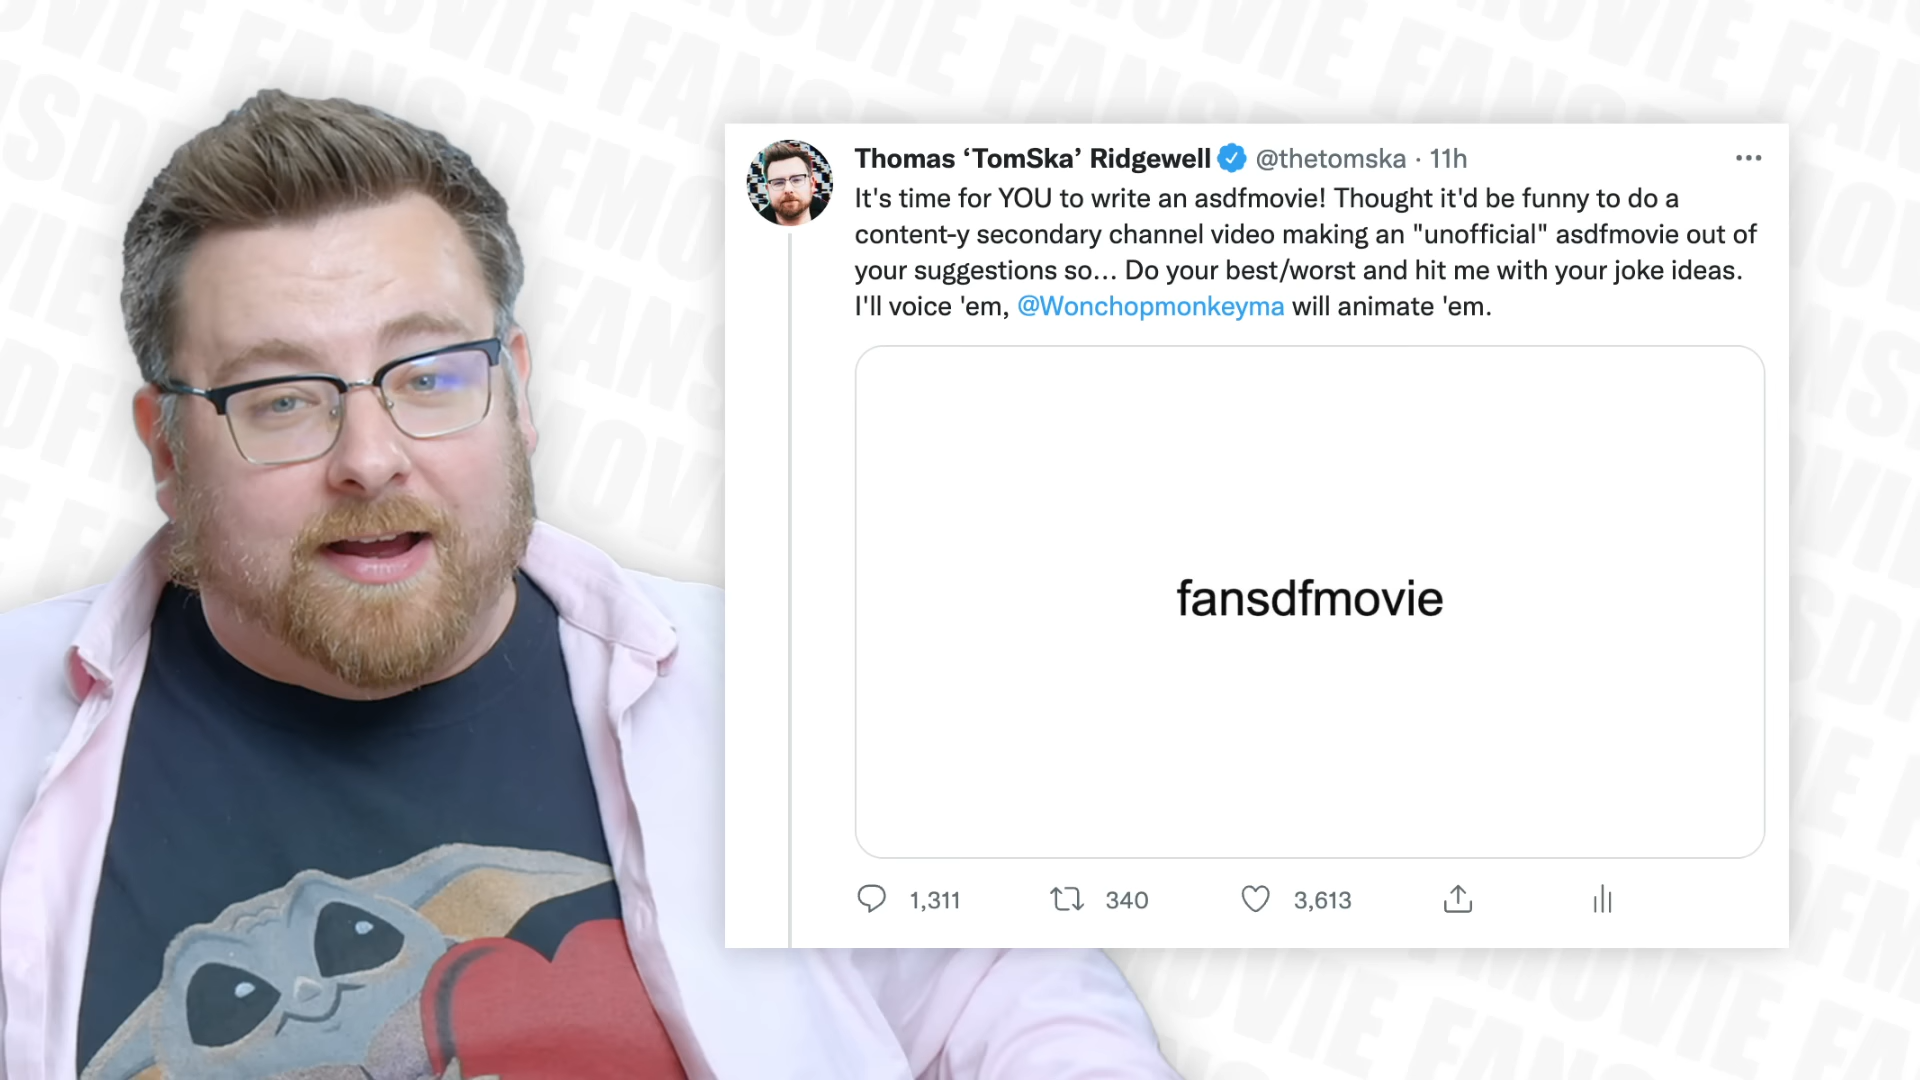 Thomas ‘TomSka’ Ridgewell @thetomska · 11h
It's time for YOU to write an asdfmovie! Thought it'd be funny to do a
content-y secondary channel video making an "unofficial" asdfmovie out of
your suggestions so... Do your best/worst and hit me with your joke ideas.
I'll voice 'em, @Wonchopmonkeyma will animate 'em.
fansdfmovie
1,311 340 3,613